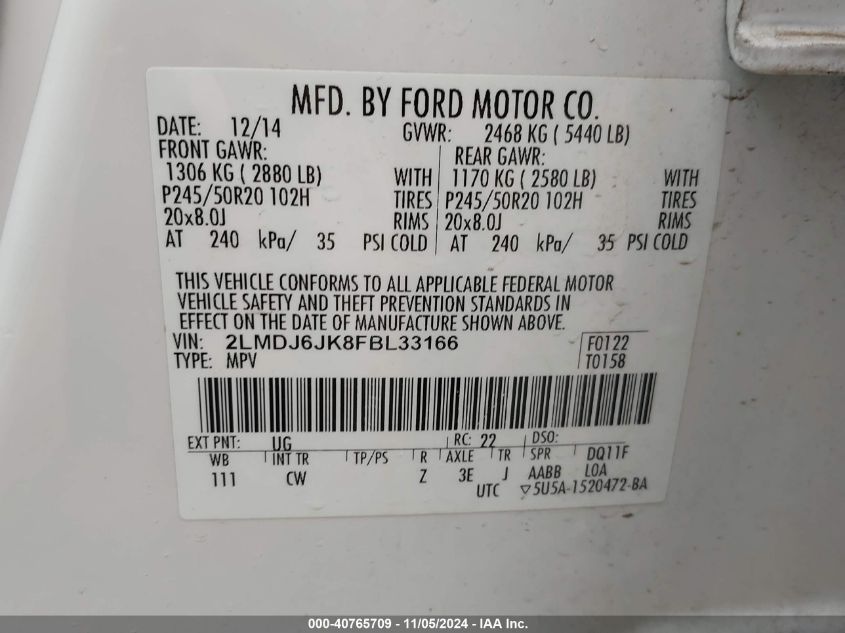 MFD. BY FORD MOTOR CO.
DATE: 12/14 GVWR: 2468 KG ( 5440 LB)
FRONT GAWR: REAR GAWR:
1306 KG ( 2880 LB) WITH 1170 KG ( 2580 LB) WITH
P245/50R20 102H TIRES P245/50R20 102H TIRES
20x8.0J RIMS 20x8.0J RIMS
AT 240 kPa/ 35 PSI COLD AT 240 kPa/ 35 PSI COLD
THIS VEHICLE CONFORMS TO ALL APPLICABLE FEDERAL MOTOR
VEHICLE SAFETY AND THEFT PREVENTION STANDARDS IN
EFFECT ON THE DATE OF MANUFACTURE SHOWN ABOVE.
VIN: 2LMDJ6JK8FBL33166 F0122
TYPE: MPV T0158
EXT PNT: UG RC: 22 DSO:
WB INT TR TP/PS R AXLE TR SPR DQ11F
111 CW Z 3E J AABB LOA
UTC ▽5U5A-1520472-BA
000-40765709 - 11/05/2024 - IAA Inc.